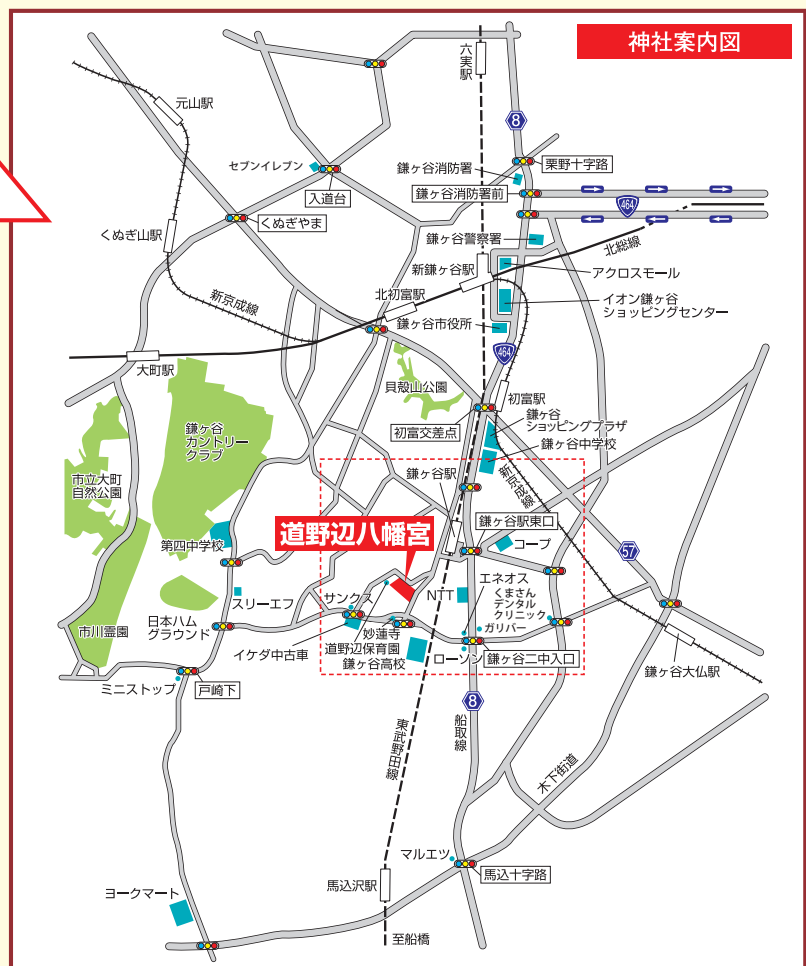 神社案内図
六実駅
元山駅
8
セブンイレブン
鎌ヶ谷消防署
栗野十字路
入道台
鎌ヶ谷消防署前
464
くぬぎやま
くぬぎ山駅
鎌ヶ谷警察署
北総線
新鎌ヶ谷駅
アクロスモール
新京成線
北初富駅
イオン鎌ヶ谷
ショッピングセンター
鎌ヶ谷市役所
464
大町駅
貝殻山公園
初富駅
鎌ヶ谷
ショッピングプラザ
初富交差点
鎌ヶ谷中学校
鎌ヶ谷
カントリー
クラブ
市立大町
自然公園
鎌ヶ谷駅
新京成線
道野辺八幡宮
鎌ヶ谷駅東口
第四中学校
コープ
57
スリーエフ
サンクス
NTT
エネオス
くまさん
デンタル
クリニック
ガリバー
日本ハム
グラウンド
市川霊園
イケダ中古車
妙蓮寺
道野辺保育園
鎌ヶ谷高校
ローソン
鎌ヶ谷二中入口
鎌ヶ谷大仏駅
ミニストップ
戸崎下
8
東武野田線
船取線
木下街道
マルエツ
馬込十字路
馬込沢駅
ヨークマート
至船橋